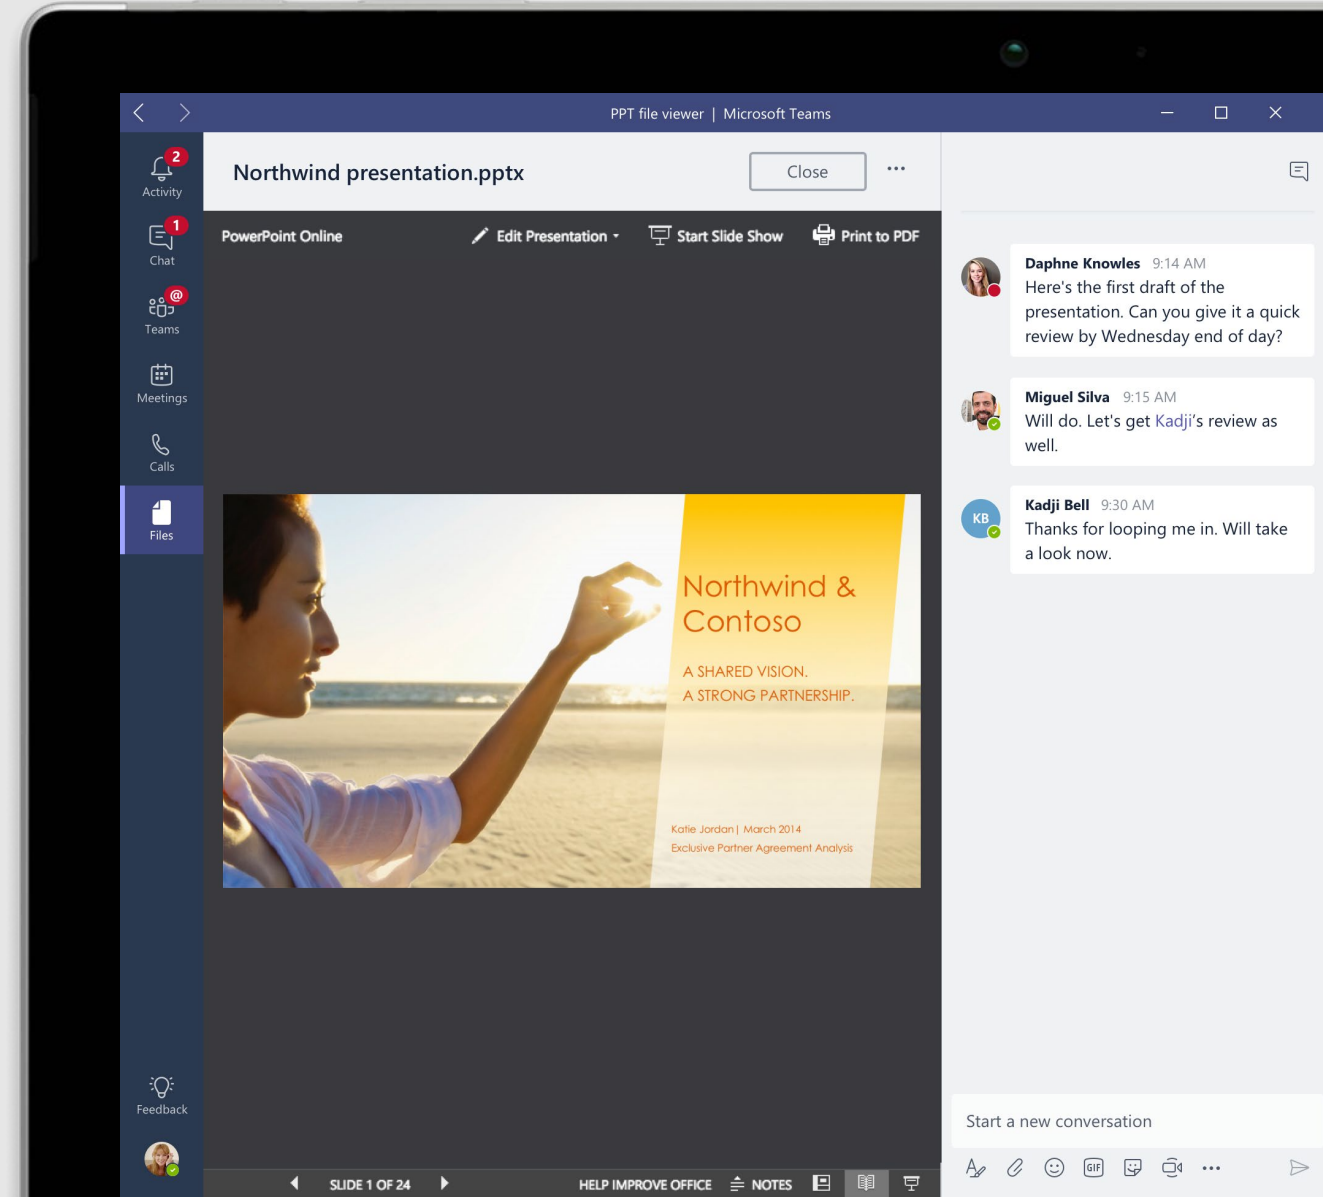 PPT file viewer | Microsoft Teams
2
Activity
1
Chat
@
Teams
Meetings
Calls
Files
Feedback
Northwind presentation.pptx
Close
PowerPoint Online
Edit Presentation
Start Slide Show
Print to PDF
Northwind &
Contoso
A SHARED VISION.
A STRONG PARTNERSHIP.
Katie Jordan| March 2014
Exclusive Partner Agreement Analysis
SLIDE 1 OF 24
HELP IMPROVE OFFICE
NOTES
Daphne Knowles 9:14 AM
Here's the first draft of the
presentation. Can you give it a quick
review by Wednesday end of day?
Miguel Silva 9:15 AM
Will do. Let's get Kadji's review as
well.
KB
Kadji Bell 9:30 AM
Thanks for looping me in. Will take
a look now.
Start a new conversation
GIF